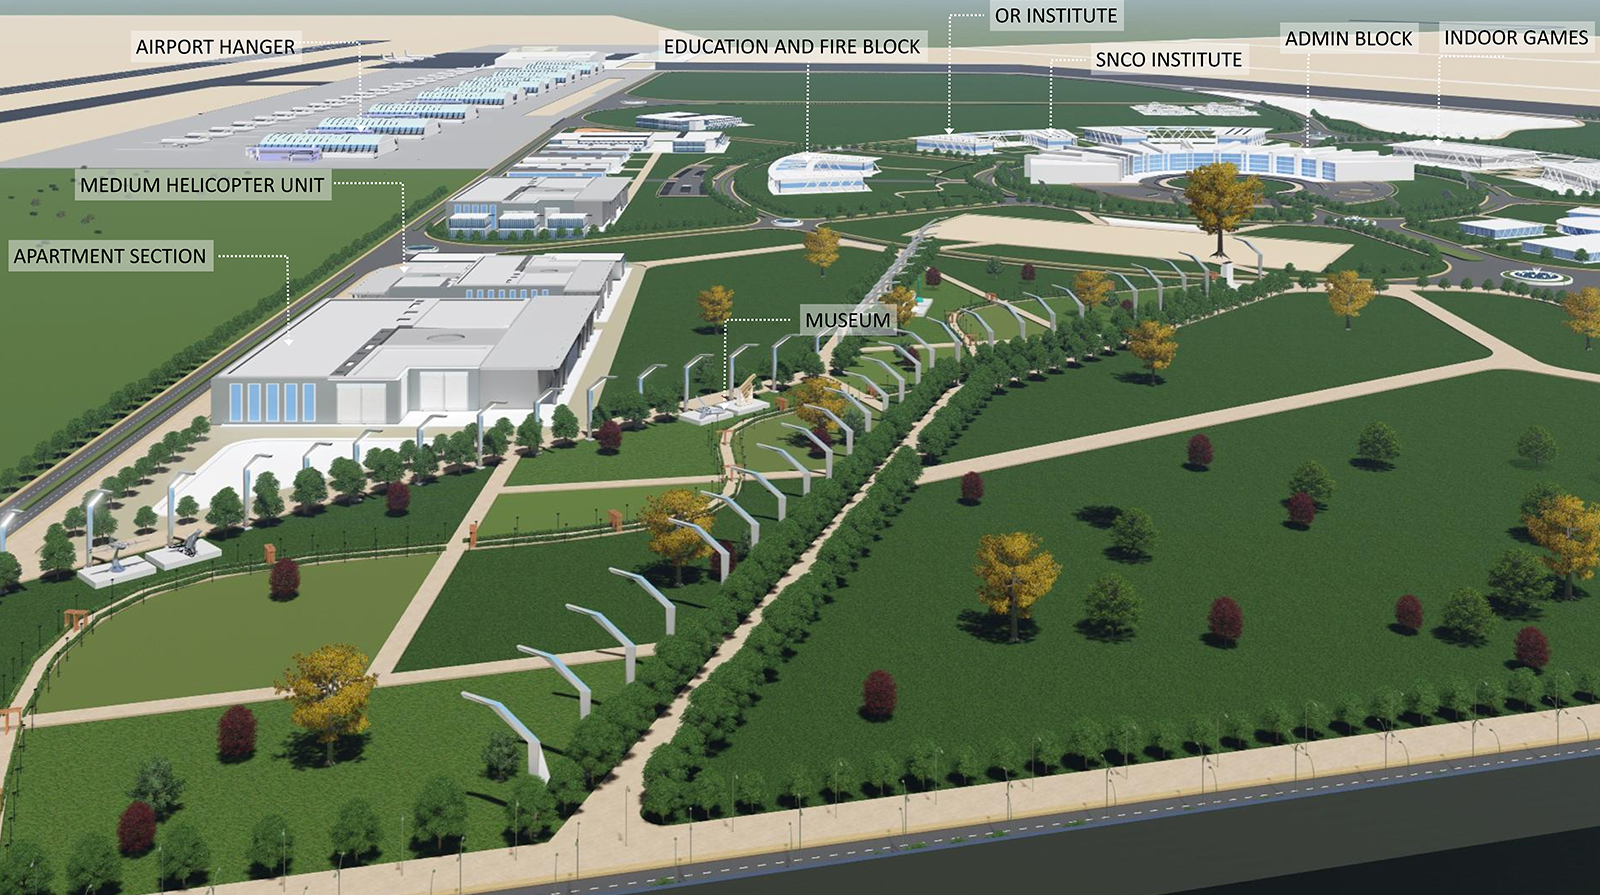 OR INSTITUTE
AIRPORT HANGER
EDUCATION AND FIRE BLOCK
ADMIN BLOCK
INDOOR GAMES
SNCO INSTITUTE
MEDIUM HELICOPTER UNIT
APARTMENT SECTION
MUSEUM